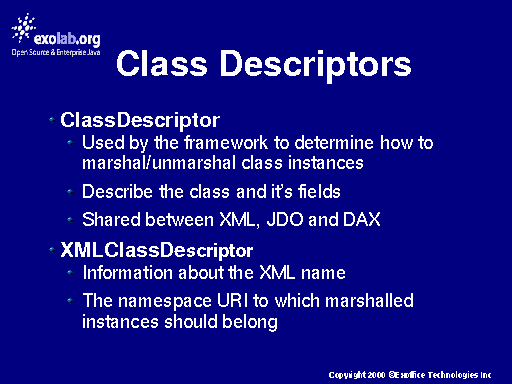 exolab.org
Open Source & Enterprise Java
Class Descriptors
ClassDescriptor
Used by the framework to determine how to
marshal/unmarshal class instances
Describe the class and it's fields
Shared between XML, JDO and DAX
XMLClassDescriptor
Information about the XML name
The namespace URI to which marshalled
instances should belong
Copyright 2000 ©Exoffice Technologies Inc